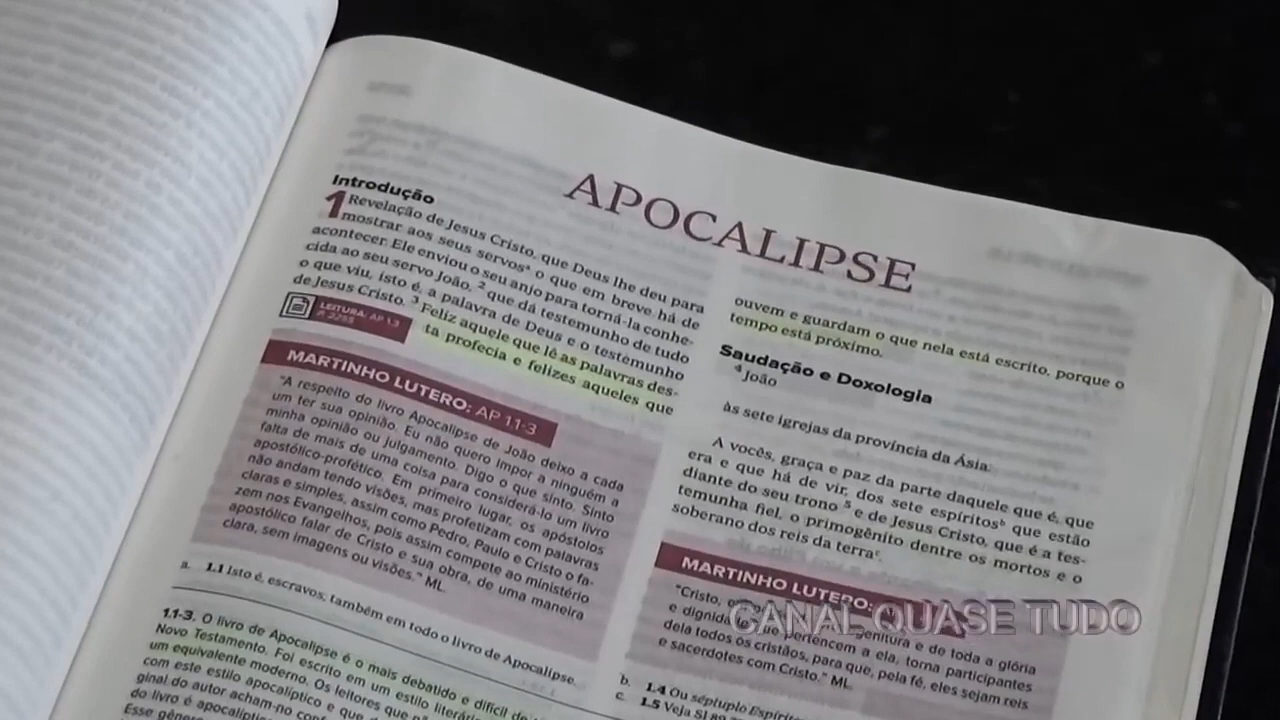 APOCALIPSE
Introdução
1 Revelação de Jesus Cristo, que Deus lhe deu para
mostrar aos seus servosᵃ o que em breve há de
acontecer. Ele enviou o seu anjo para torná-la conhe-
cida ao seu servo João, ² que dá testemunho de tudo
o que viu, isto é, a palavra de Deus e o testemunho
de Jesus Cristo. ³ Feliz aquele que lê as palavras des-
ta profecia e felizes aqueles que
LEITURA: AP 1.3
P. 2255
MARTINHO LUTERO: AP 1.1-3
"A respeito do livro Apocalipse de João deixo a cada
um ter sua opinião. Eu não quero impor a ninguém a
minha opinião ou julgamento. Digo o que sinto. Sinto
falta de mais de uma coisa para considerá-lo um livro
apostólico-profético. Em primeiro lugar, os apóstolos
não andam tendo visões, mas profetizam com palavras
claras e simples, assim como Pedro, Paulo e Cristo o fa-
zem nos Evangelhos, pois assim compete ao ministério
apostólico falar de Cristo e sua obra, de uma maneira
clara, sem imagens ou visões." ML
a. 1.1 Isto é, escravos; também em todo o livro de Apocalipse.
1.1-3. O livro de Apocalipse é o mais debatido e difícil do
Novo Testamento. Foi escrito em um estilo literário
um equivalente moderno. Os leitores que
com este estilo apocalíptico e que
ginal do autor acham-no
do livro é
Esse
ouvem e guardam o que nela está escrito, porque o
tempo está próximo.
Saudação e Doxologia
⁴ João
às sete igrejas da província da Ásia:
A vocês, graça e paz da parte daquele que é, que
era e que há de vir, dos sete espíritosᵇ que estão
diante do seu trono ⁵ e de Jesus Cristo, que é a tes-
temunha fiel, o primogênito dentre os mortos e o
soberano dos reis da terraᶜ.
MARTINHO LUTERO:
"Cristo, e de toda a glória
e dignidade que pertencem a ela, torna participantes
dela todos os cristãos, para que, pela fé, eles sejam reis
e sacerdotes com Cristo." ML
b. 1.4 Ou séptuplo
c. 1.5 Veja Sl 89
CANAL QUASE TUDO